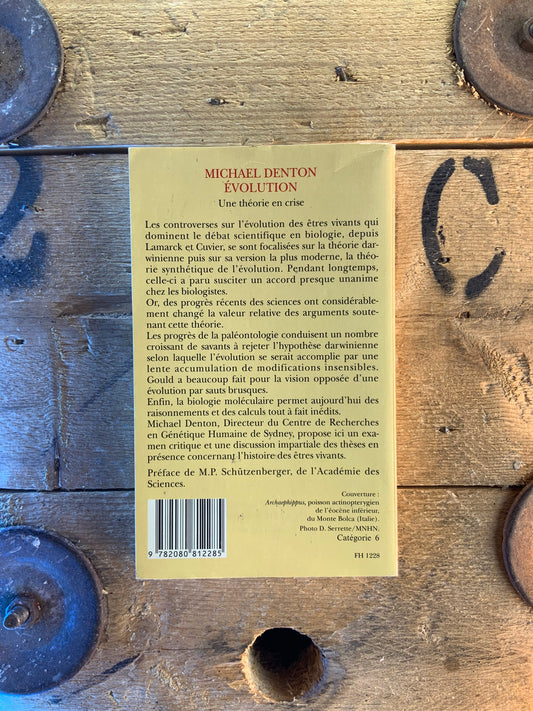 MICHAEL DENTON
ÉVOLUTION
Une théorie en crise
Les controverses sur l'évolution des êtres vivants qui
dominent le débat scientifique en biologie, depuis
Lamarck et Cuvier, se sont focalisées sur la théorie dar-
winienne puis sur sa version la plus moderne, la théo-
rie synthétique de l'évolution. Pendant longtemps,
celle-ci a paru susciter un accord presque unanime
chez les biologistes.
Or, des progrès récents des sciences ont considérable-
ment changé la valeur relative des arguments soute-
nant cette théorie.
Les progrès de la paléontologie conduisent un nombre
croissant de savants à rejeter l'hypothèse darwinienne
selon laquelle l'évolution se serait accomplie par une
lente accumulation de modifications insensibles.
Gould a beaucoup fait pour la vision opposée d'une
évolution par sauts brusques.
Enfin, la biologie moléculaire permet aujourd'hui des
raisonnements et des calculs tout à fait inédits.
Michael Denton, Directeur du Centre de Recherches
en Génétique Humaine de Sydney, propose ici un exa-
men critique et une discussion impartiale des thèses en
présence concernant l'histoire des êtres vivants.
Préface de M.P. Schützenberger, de l'Académie des
Sciences.
Couverture :
Archaephippus, poisson actinopterygien
de l'éocène inférieur,
du Monte Bolca (Italie).
Photo D. Serrette/MNHN.
Catégorie 6
9 782080 812285
FH 1228
C